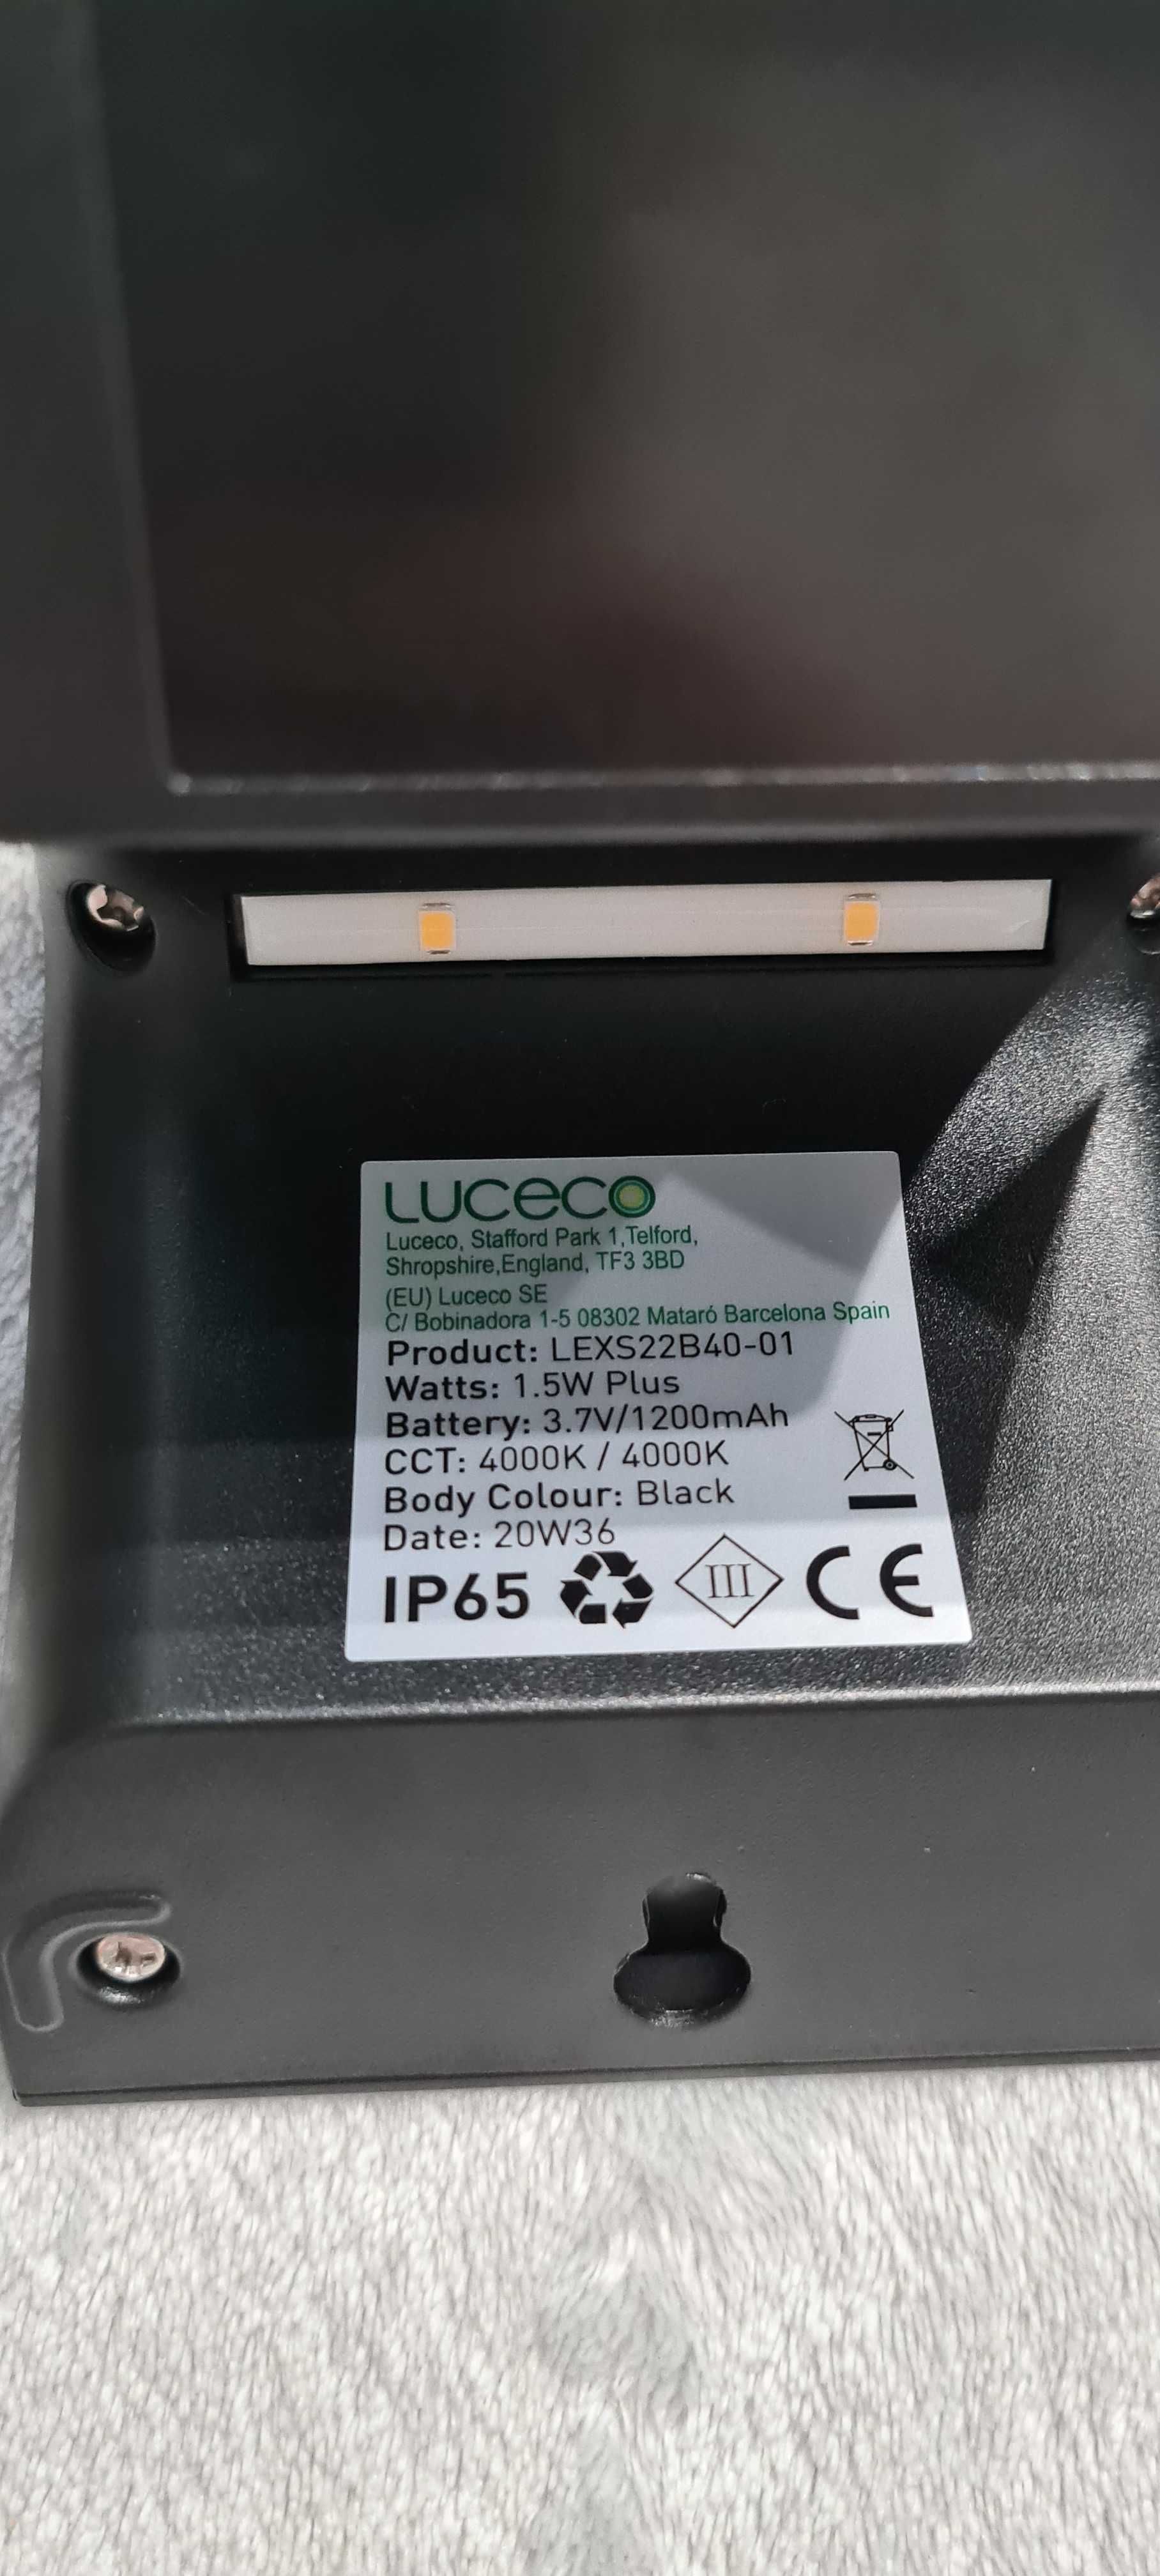 LUCECO
Luceco, Stafford Park 1,Telford,
Shropshire,England, TF3 3BD
(EU) Luceco SE
C/ Bobinadora 1-5 08302 Mataró Barcelona Spain
Product: LEXS22B40-01
Watts: 1.5W Plus
Battery: 3.7V/1200mAh
CCT: 4000K / 4000K
Body Colour: Black
Date: 20W36
IP65 III CE